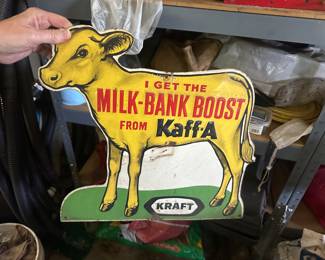 I GET THE
MILK-BANK BOOST
FROM Kaff-A
KRAFT